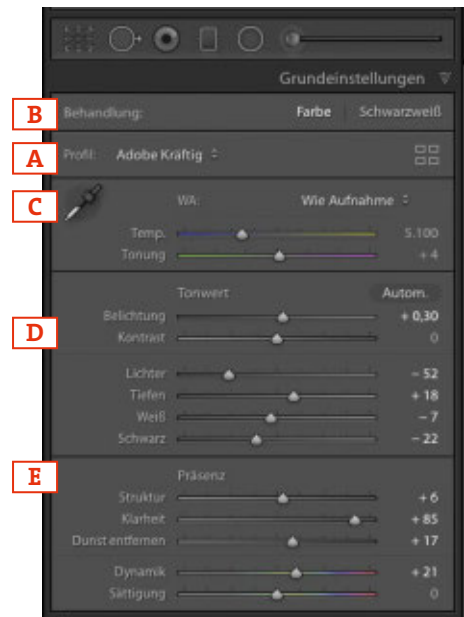 Grundeinstellungen
B Behandlung: Farbe Schwarzweiß
A Profil: Adobe Kräftig
C WA: Wie Aufnahme
Temp. 5.100
Tonung + 4
Tonwert Autom.
Belichtung + 0,30
D Kontrast 0
Lichter − 52
Tiefen + 18
Weiß − 7
Schwarz − 22
E Präsenz
Struktur + 6
Klarheit + 85
Dunst entfernen + 17
Dynamik + 21
Sättigung 0